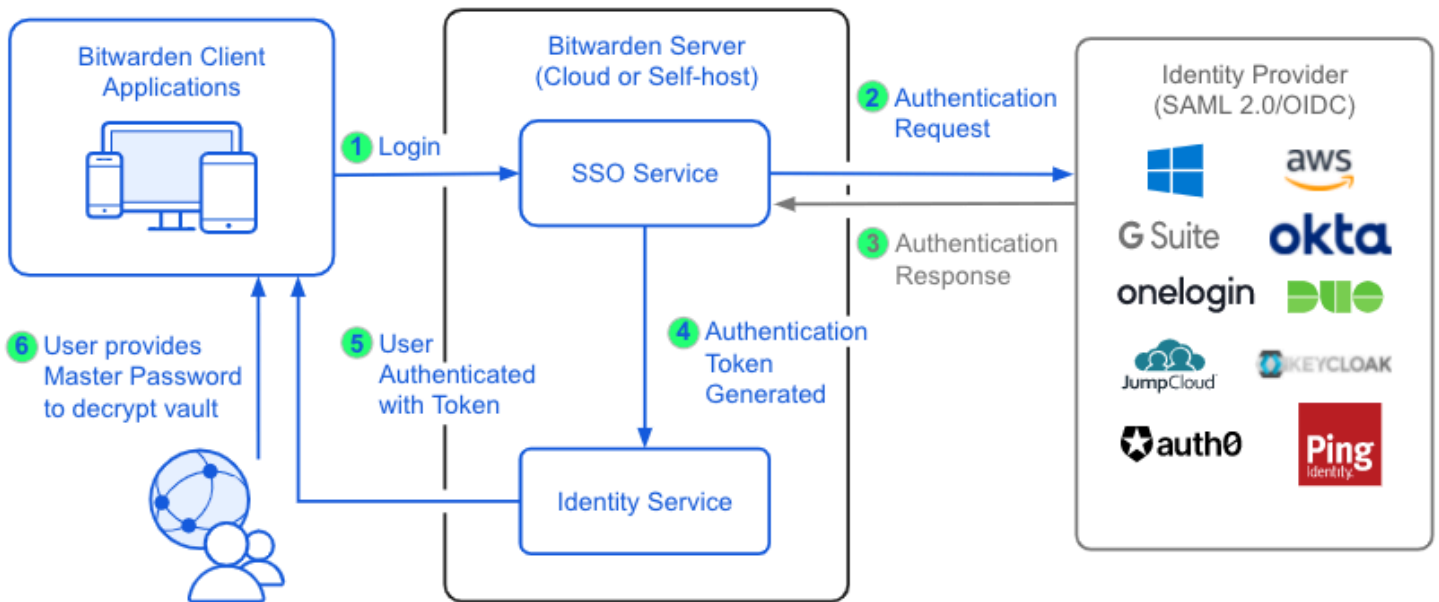 Bitwarden Client
Applications
1 Login
Bitwarden Server
(Cloud or Self-host)
SSO Service
2 Authentication
Request
3 Authentication
Response
Identity Provider
(SAML 2.0/OIDC)
aws
G Suite
okta
onelogin
DUO
JumpCloud
KEYCLOAK
auth0
Ping
Identity.
4 Authentication
Token
Generated
Identity Service
5 User
Authenticated
with Token
6 User provides
Master Password
to decrypt vault